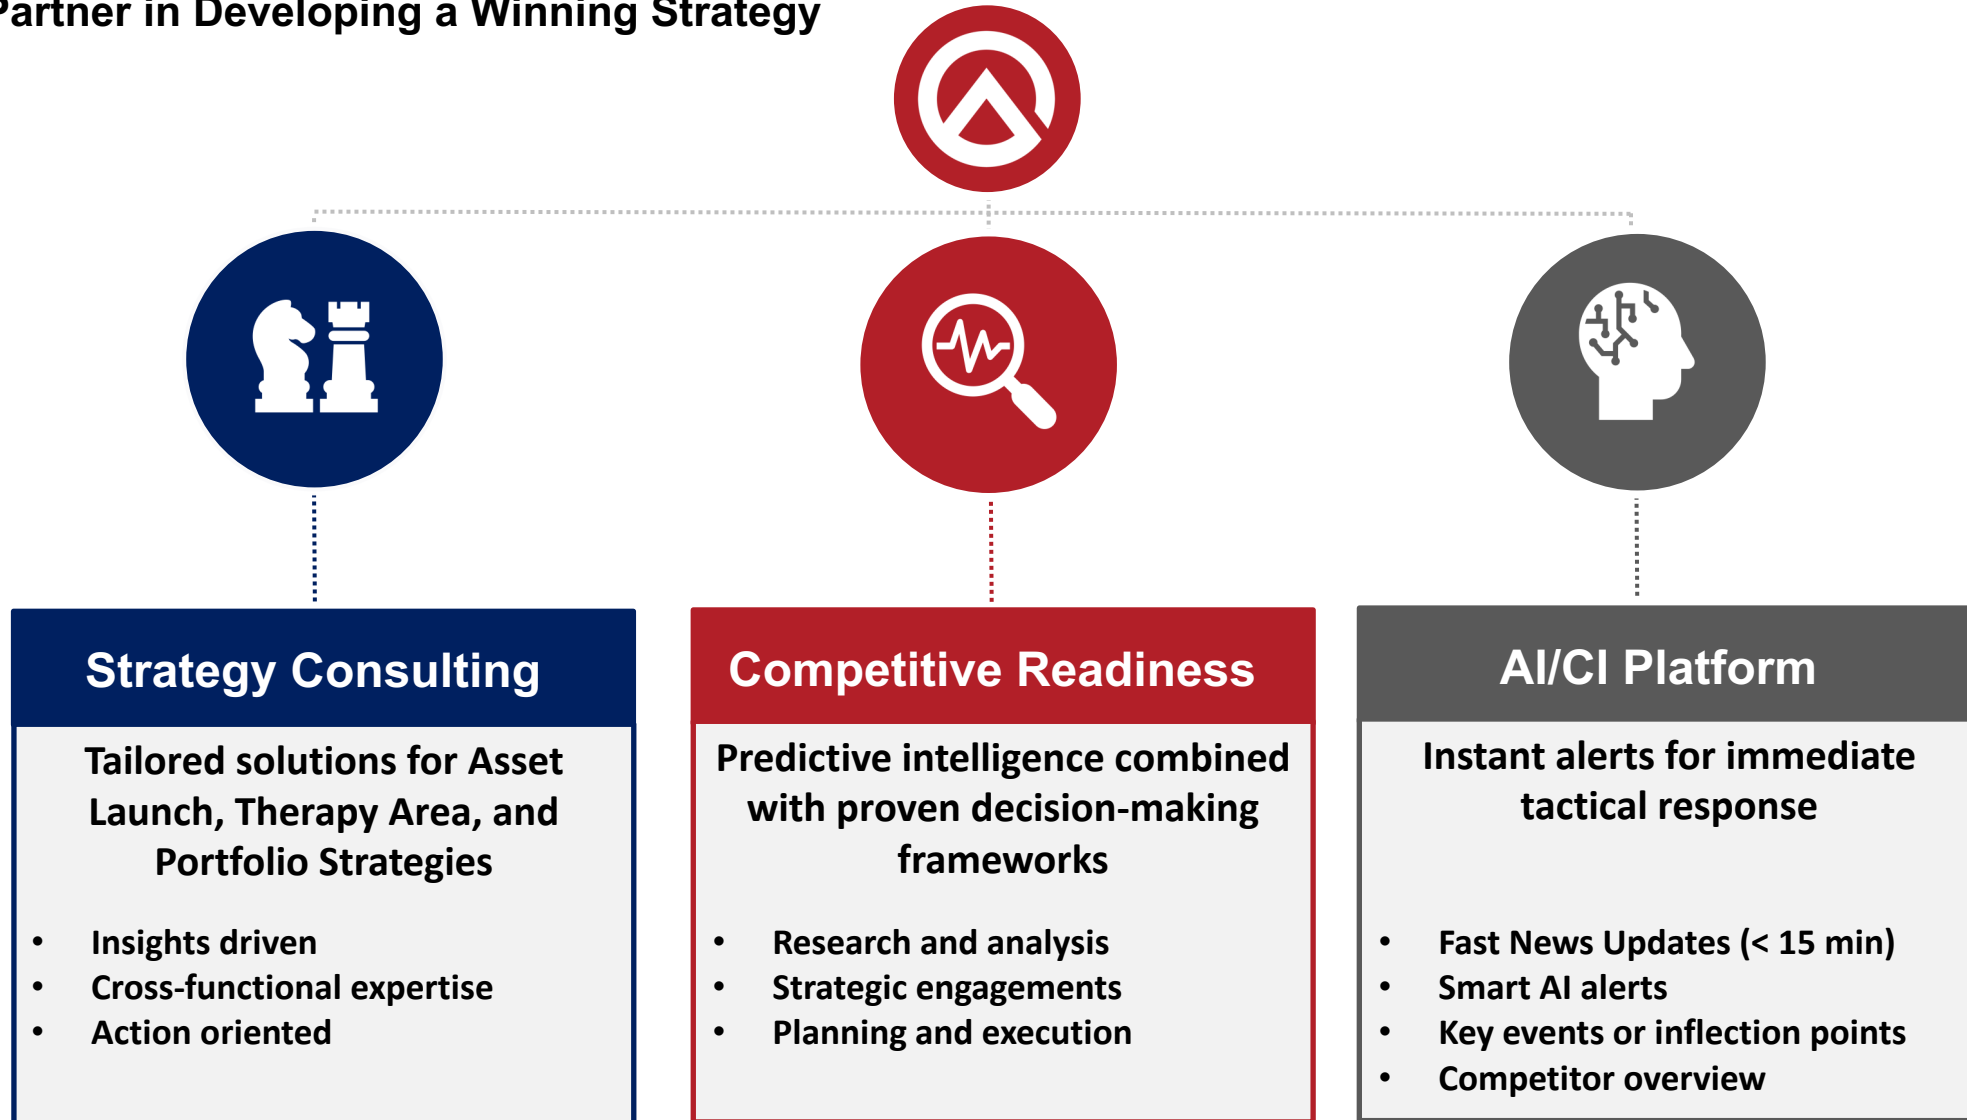 Partner in Developing a Winning Strategy
Strategy Consulting
Tailored solutions for Asset
Launch, Therapy Area, and
Portfolio Strategies
• Insights driven
• Cross-functional expertise
• Action oriented
Competitive Readiness
Predictive intelligence combined
with proven decision-making
frameworks
• Research and analysis
• Strategic engagements
• Planning and execution
AI/CI Platform
Instant alerts for immediate
tactical response
• Fast News Updates (< 15 min)
• Smart AI alerts
• Key events or inflection points
• Competitor overview